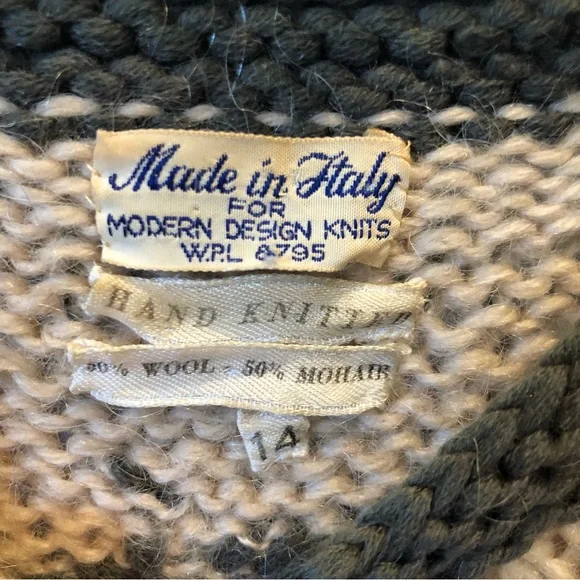 Made in Italy
FOR
MODERN DESIGN KNITS
W.P.L 8795
HAND KNITTED
50% WOOL - 50% MOHAIR
14